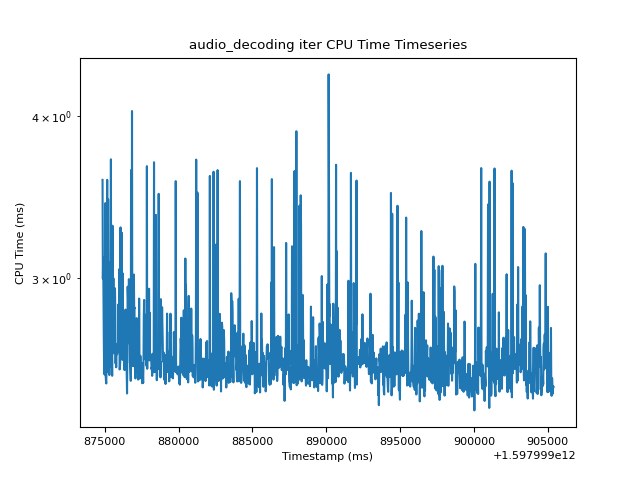 audio_decoding iter CPU Time Timeseries
CPU Time (ms)
4 × 10⁰
3 × 10⁰
875000 880000 885000 890000 895000 900000 905000
Timestamp (ms)
+1.597999e12